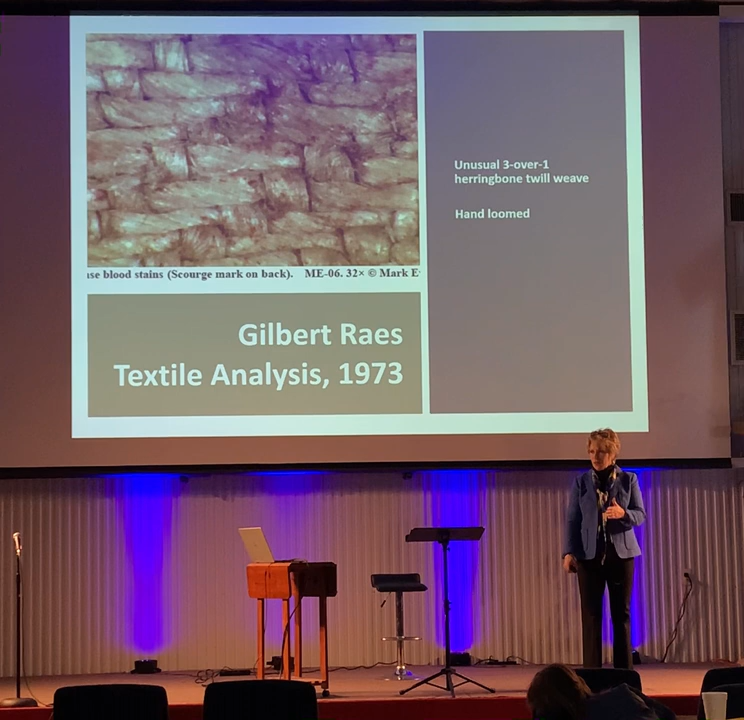 use blood stains (Scourge mark on back). ME-06. 32× © Mark E
Gilbert Raes
Textile Analysis, 1973
Unusual 3-over-1
herringbone twill weave
Hand loomed